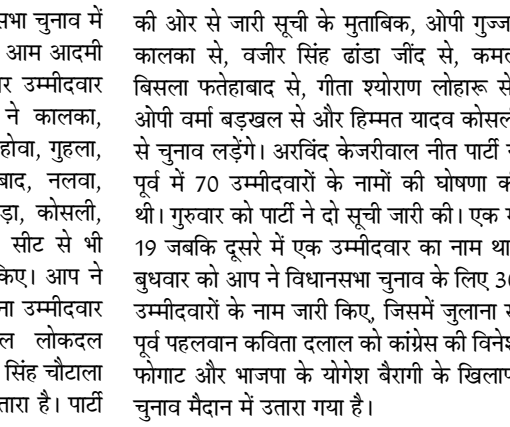 सभा चुनाव में
आम आदमी
उम्मीदवार
ने कालका,
गुहला,
नलवा,
कोसली,
सीट से भी
किए। आप ने
उम्मीदवार
लोकदल
सिंह चौटाला
है। पार्टी
की ओर से जारी सूची के मुताबिक, ओपी
कालका से, वजीर सिंह ढांडा जींद से,
बिसला फतेहाबाद से, गीता श्योराण लोहारू
ओपी वर्मा बड़खल से और हिम्मत यादव
से चुनाव लड़ेंगे। अरविंद केजरीवाल नीत पार्टी
पूर्व में 70 उम्मीदवारों के नामों की घोषणा
थी। गुरुवार को पार्टी ने दो सूची जारी की। एक
19 जबकि दूसरे में एक उम्मीदवार का नाम
बुधवार को आप ने विधानसभा चुनाव के लिए
उम्मीदवारों के नाम जारी किए, जिसमें जुलाना
पूर्व पहलवान कविता दलाल को कांग्रेस की
फोगाट और भाजपा के योगेश बैरागी के
चुनाव मैदान में उतारा गया है।